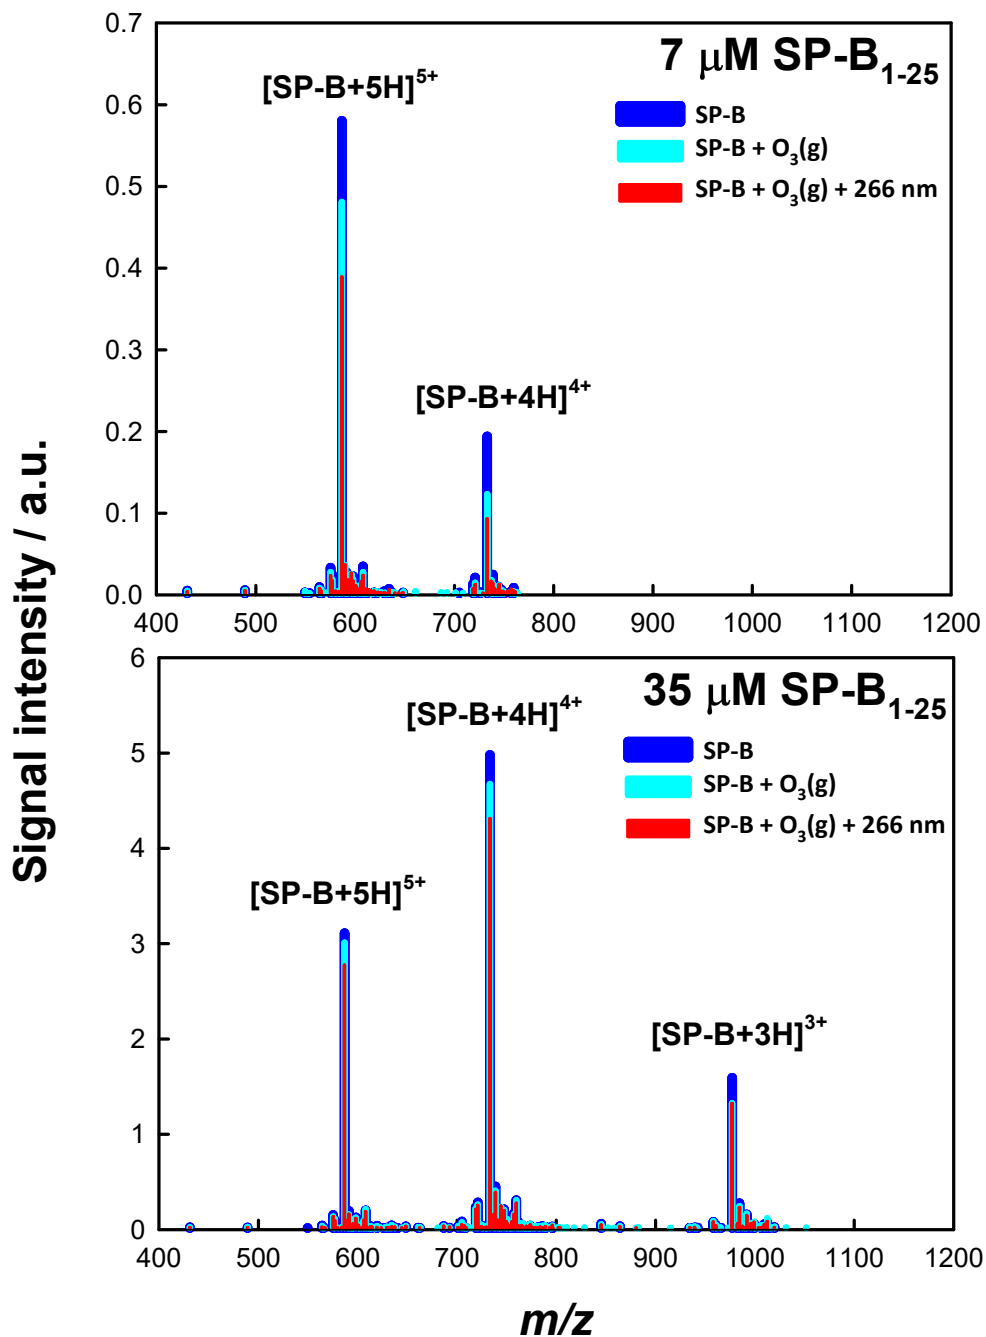 Signal intensity / a.u.
7 μM SP-B1-25
SP-B
SP-B + O3(g)
SP-B + O3(g) + 266 nm
[SP-B+5H]5+
[SP-B+4H]4+
0.7
0.6
0.5
0.4
0.3
0.2
0.1
0.0
400 500 600 700 800 900 1000 1100 1200
35 μM SP-B1-25
SP-B
SP-B + O3(g)
SP-B + O3(g) + 266 nm
[SP-B+4H]4+
[SP-B+5H]5+
[SP-B+3H]3+
6
5
4
3
2
1
0
400 500 600 700 800 900 1000 1100 1200
m/z